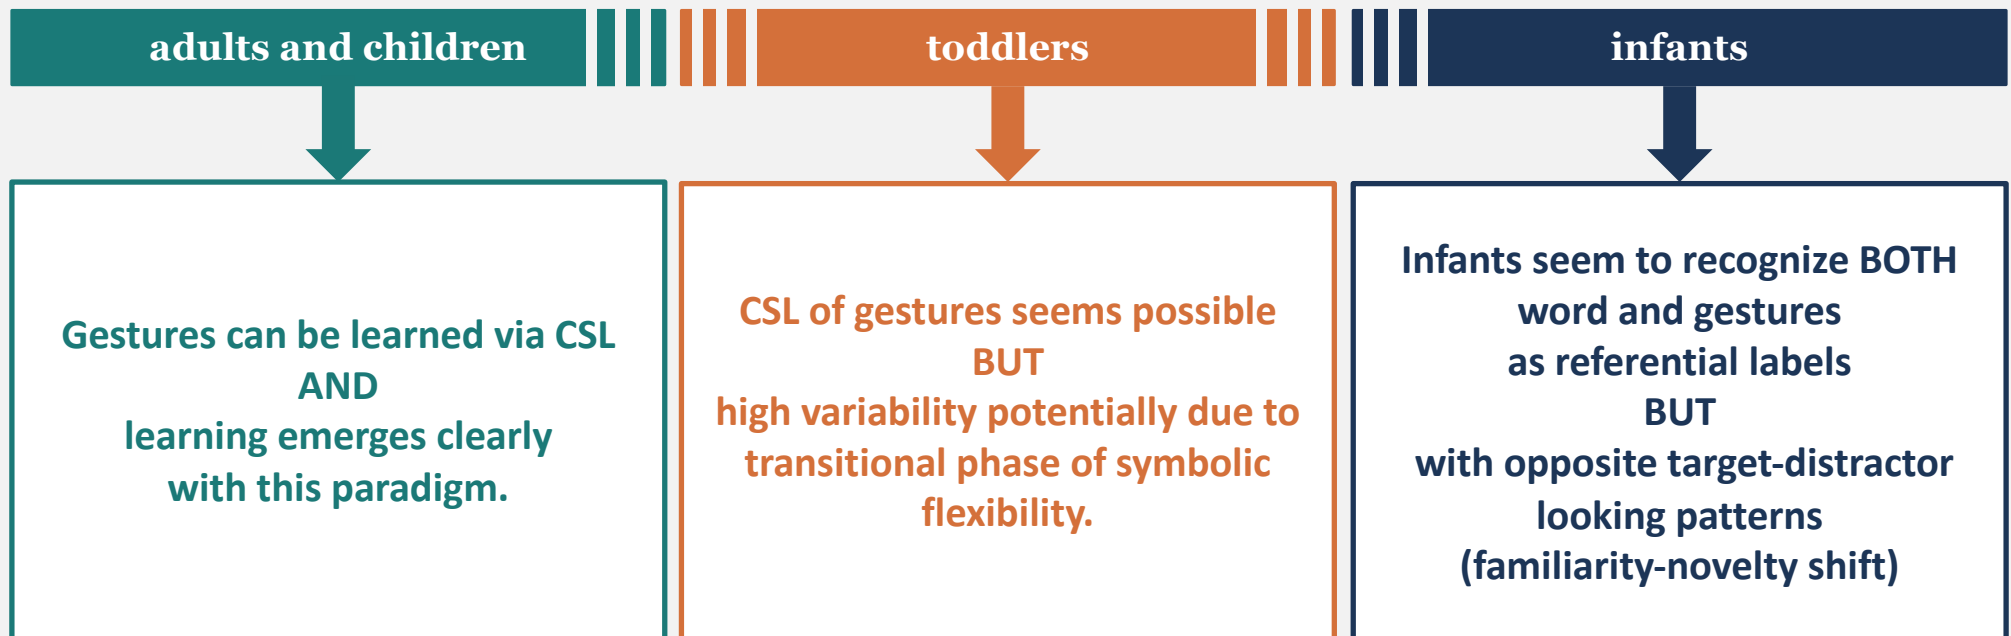 adults and children
toddlers
infants
Gestures can be learned via CSL
AND
learning emerges clearly
with this paradigm.
CSL of gestures seems possible
BUT
high variability potentially due to
transitional phase of symbolic
flexibility.
Infants seem to recognize BOTH
word and gestures
as referential labels
BUT
with opposite target-distractor
looking patterns
(familiarity-novelty shift)